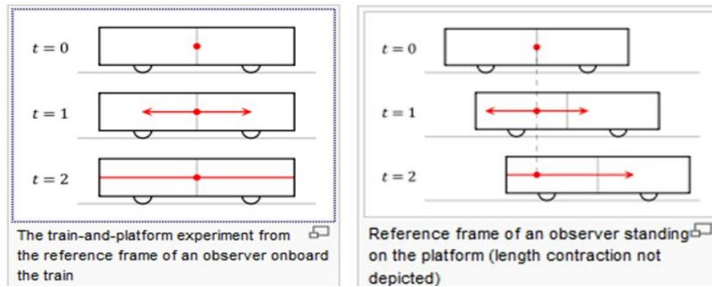 t = 0
t = 1
t = 2
The train-and-platform experiment from
the reference frame of an observer onboard
the train
t = 0
t = 1
t = 2
Reference frame of an observer standing
on the platform (length contraction not
depicted)